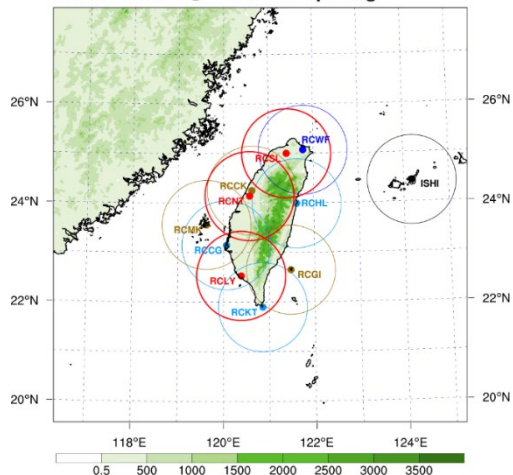 26°N
26°N
RCWF
RCSL
ISHI
RCCK
RCNT
24°N
24°N
RCHL
RCMK
RCCG
RCGI
RCLY
22°N
22°N
RCKT
20°N
20°N
118°E 120°E 122°E 124°E
0.5 500 1000 1500 2000 2500 3000 3500